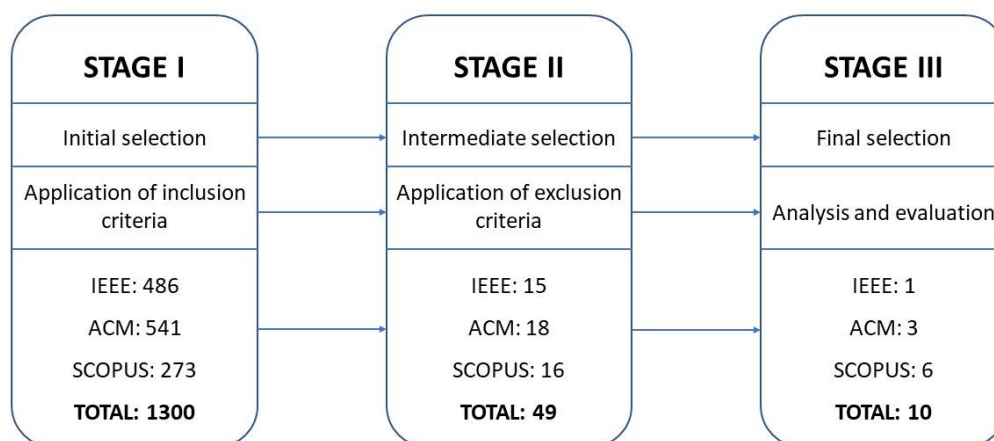 STAGE I
Initial selection
Application of inclusion
criteria
IEEE: 486
ACM: 541
SCOPUS: 273
TOTAL: 1300
STAGE II
Intermediate selection
Application of exclusion
criteria
IEEE: 15
ACM: 18
SCOPUS: 16
TOTAL: 49
STAGE III
Final selection
Analysis and evaluation
IEEE: 1
ACM: 3
SCOPUS: 6
TOTAL: 10